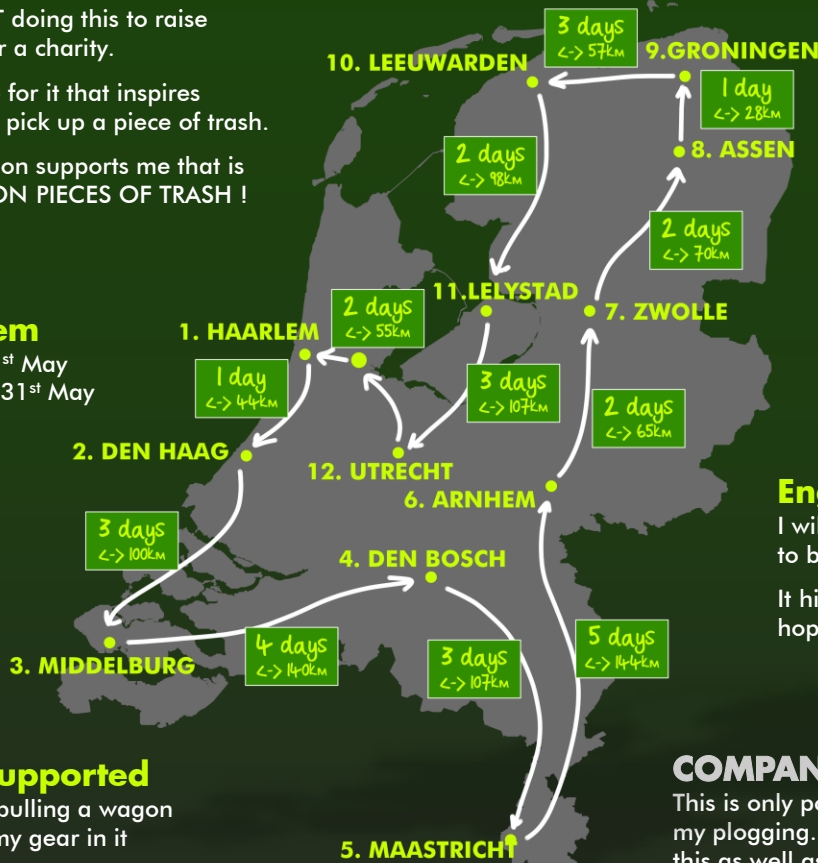 T doing this to raise
r a charity.
for it that inspires
pick up a piece of trash.
on supports me that is
ON PIECES OF TRASH !
3 days
<-> 57km
10. LEEUWARDEN
9.GRONINGEN
1 day
<-> 28km
2 days
<-> 98km
8. ASSEN
2 days
<-> 70km
11.LELYSTAD
7. ZWOLLE
2 days
<-> 55km
1. HAARLEM
em
1st May
31st May
1 day
<-> 44km
3 days
<-> 107km
2 days
<-> 65km
2. DEN HAAG
12. UTRECHT
6. ARNHEM
3 days
<-> 100km
4. DEN BOSCH
4 days
<-> 140km
3. MIDDELBURG
3 days
<-> 107km
5 days
<-> 144km
5. MAASTRICHT
upported
pulling a wagon
my gear in it
En
I wil
to b
It hi
hop
COMPAN
This is only po
my plogging.
this as well a